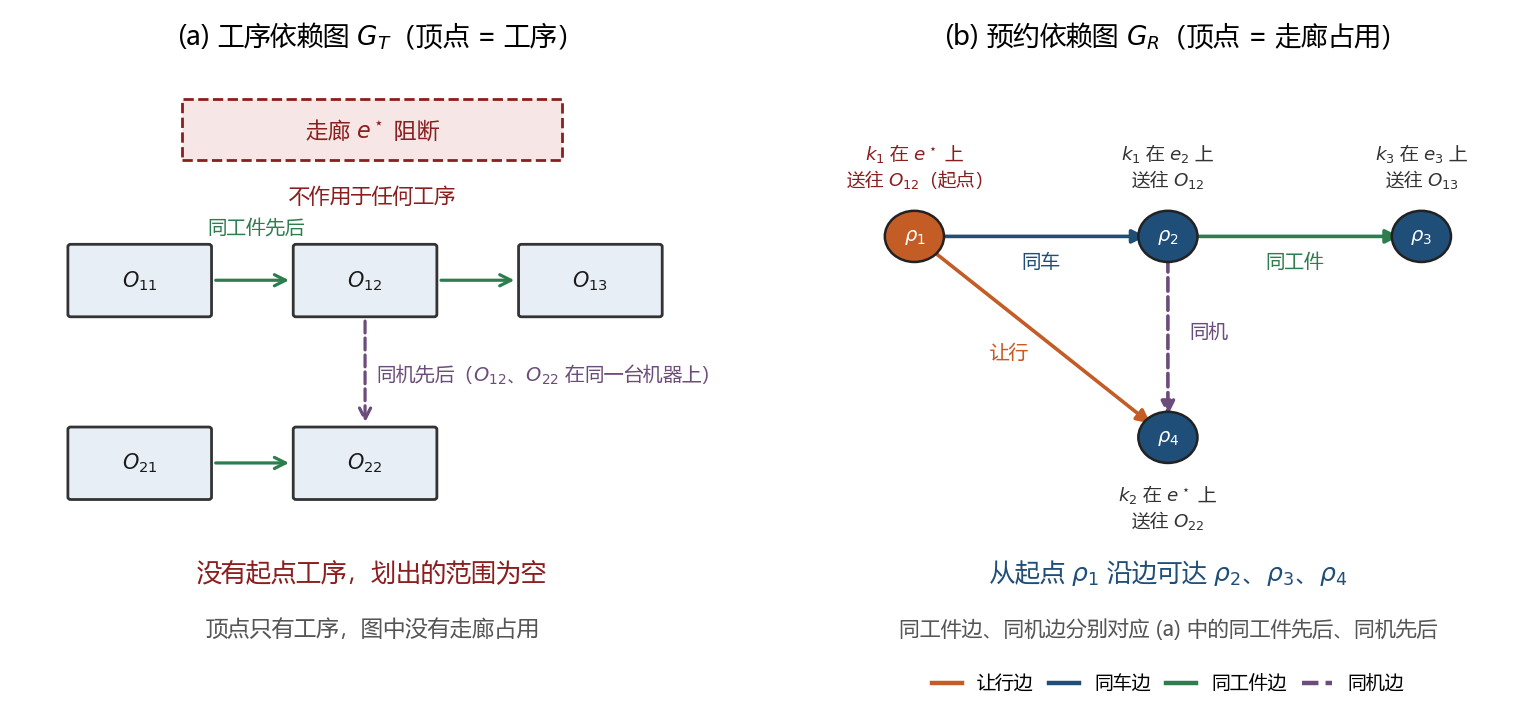 (a) 工序依赖图 G_T（顶点 = 工序）
走廊 e⋆ 阻断
不作用于任何工序
同工件先后
O₁₁
O₁₂
O₁₃
同机先后（O₁₂、O₂₂ 在同一台机器上）
O₂₁
O₂₂
没有起点工序，划出的范围为空
顶点只有工序，图中没有走廊占用
(b) 预约依赖图 G_R（顶点 = 走廊占用）
k₁ 在 e⋆ 上
送往 O₁₂（起点）
k₁ 在 e₂ 上
送往 O₁₂
k₃ 在 e₃ 上
送往 O₁₃
ρ₁
ρ₂
ρ₃
同车
同工件
让行
同机
ρ₄
k₂ 在 e⋆ 上
送往 O₂₂
从起点 ρ₁ 沿边可达 ρ₂、ρ₃、ρ₄
同工件边、同机边分别对应 (a) 中的同工件先后、同机先后
让行边
同车边
同工件边
同机边